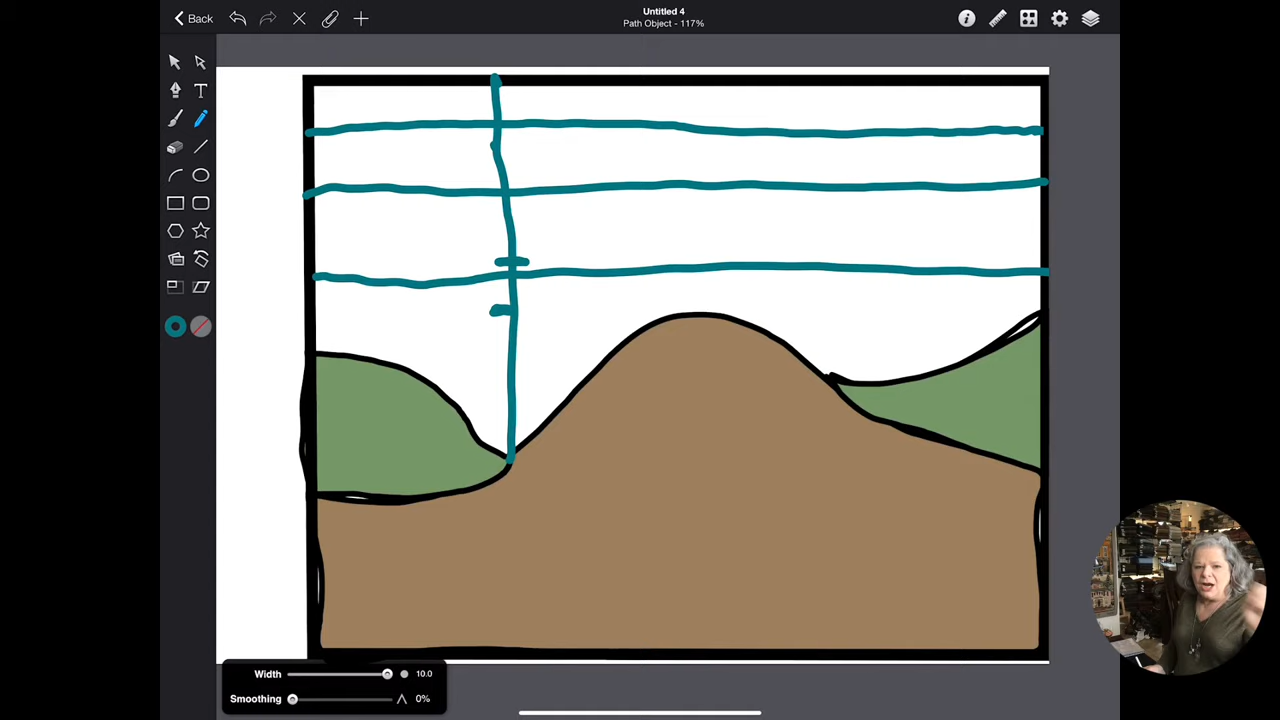 Back
Untitled 4
Path Object - 117%
T
Width 10.0
Smoothing 0%